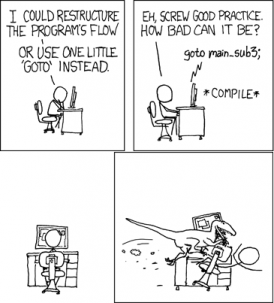 I COULD RESTRUCTURE
THE PROGRAM'S FLOW
OR USE ONE LITTLE
'GOTO' INSTEAD.
EH, SCREW GOOD PRACTICE.
HOW BAD CAN IT BE?
goto main_sub3;
*COMPILE*